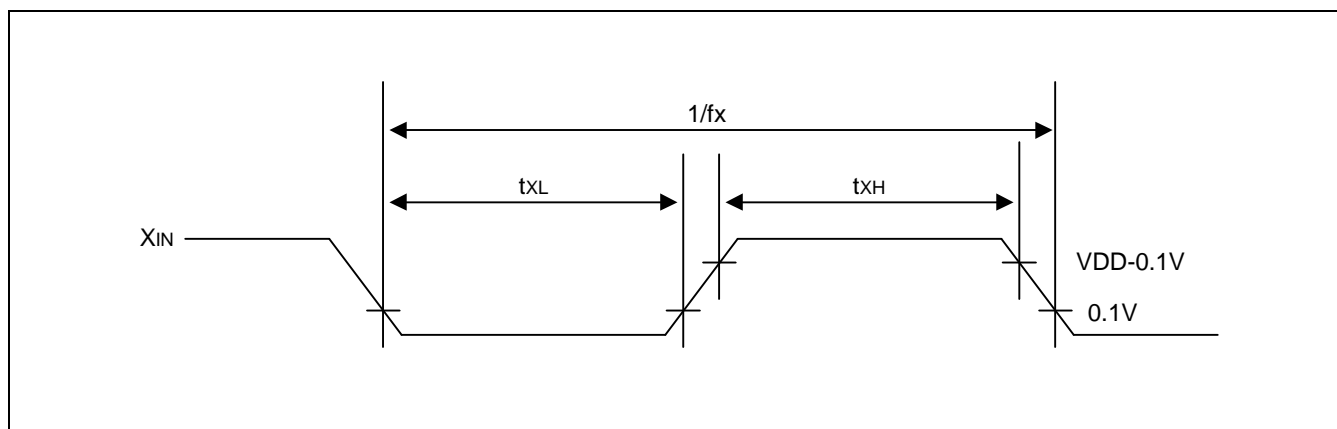 1/fx
tXL
tXH
XIN
VDD-0.1V
0.1V